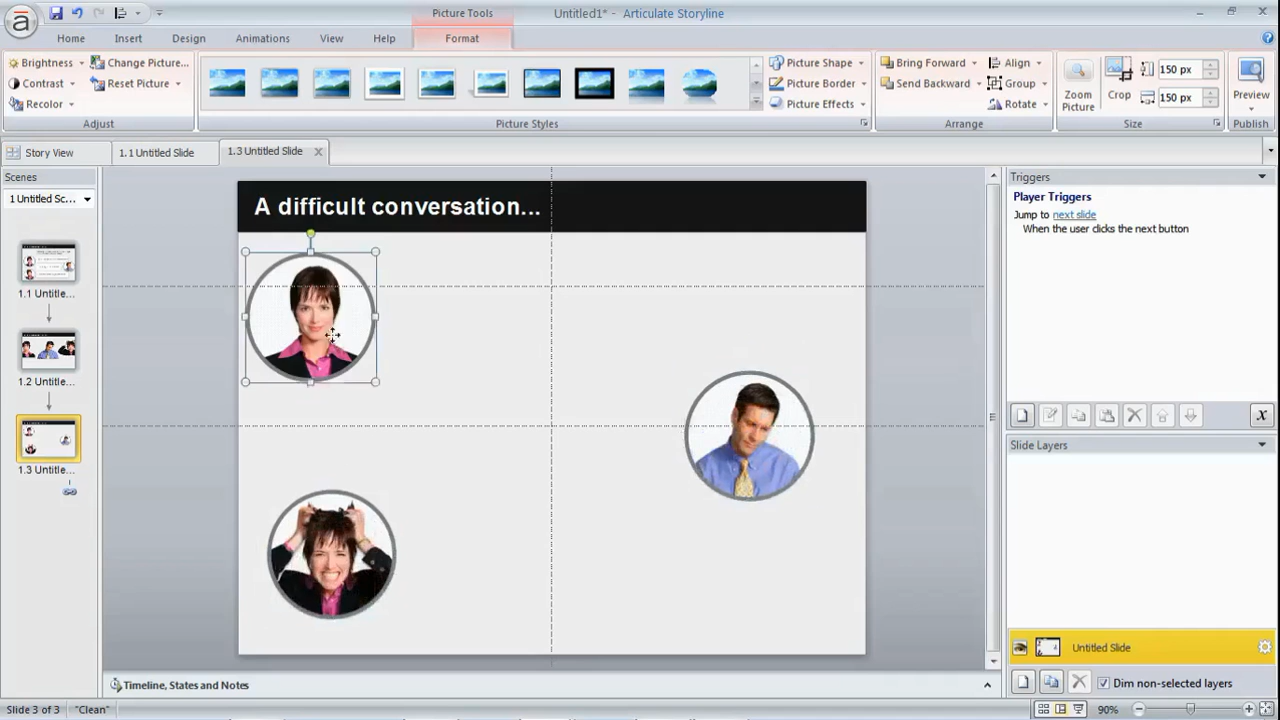 Picture Tools
Untitled1* - Articulate Storyline
Home
Insert
Design
Animations
View
Help
Format
Brightness
Contrast
Recolor
Change Picture...
Reset Picture
Adjust
Picture Styles
Picture Shape
Picture Border
Picture Effects
Bring Forward
Send Backward
Align
Group
Rotate
Arrange
Zoom
Picture
Crop
150 px
150 px
Size
Preview
Publish
Story View
1.1 Untitled Slide
1.3 Untitled Slide
Scenes
1 Untitled Sc...
1.1 Untitle...
1.2 Untitle...
1.3 Untitle...
A difficult conversation...
Triggers
Player Triggers
Jump to next slide
When the user clicks the next button
Slide Layers
Untitled Slide
Dim non-selected layers
Timeline, States and Notes
Slide 3 of 3
"Clean"
90%